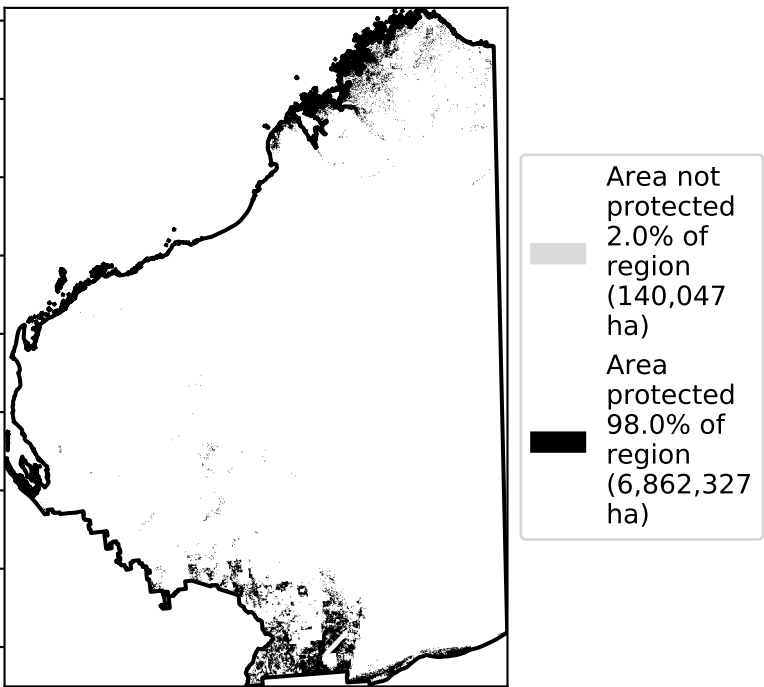 Area not
protected
2.0% of
region
(140,047
ha)
Area
protected
98.0% of
region
(6,862,327
ha)